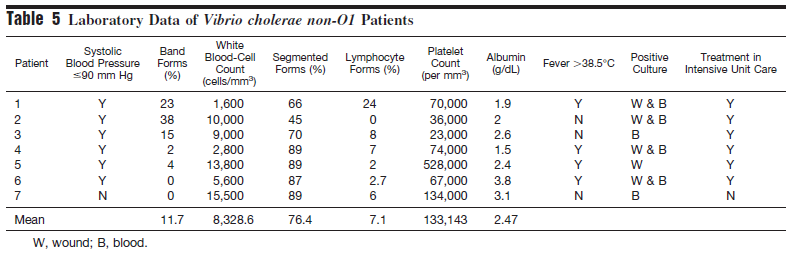 Table 5 Laboratory Data of Vibrio cholerae non-O1 Patients
Patient Systolic Blood Pressure ≤90 mm Hg Band Forms (%) White Blood-Cell Count (cells/mm³) Segmented Forms (%) Lymphocyte Forms (%) Platelet Count (per mm³) Albumin (g/dL) Fever >38.5°C Positive Culture Treatment in Intensive Unit Care
1 Y 23 1,600 66 24 70,000 1.9 Y W & B Y
2 Y 38 10,000 45 0 36,000 2 N W & B Y
3 Y 15 9,000 70 8 23,000 2.6 N B Y
4 Y 2 2,800 89 7 74,000 1.5 Y W & B Y
5 Y 4 13,800 89 2 528,000 2.4 Y W Y
6 Y 0 5,600 87 2.7 67,000 3.8 Y W & B Y
7 N 0 15,500 89 6 134,000 3.1 N B N
Mean 11.7 8,328.6 76.4 7.1 133,143 2.47
W, wound; B, blood.